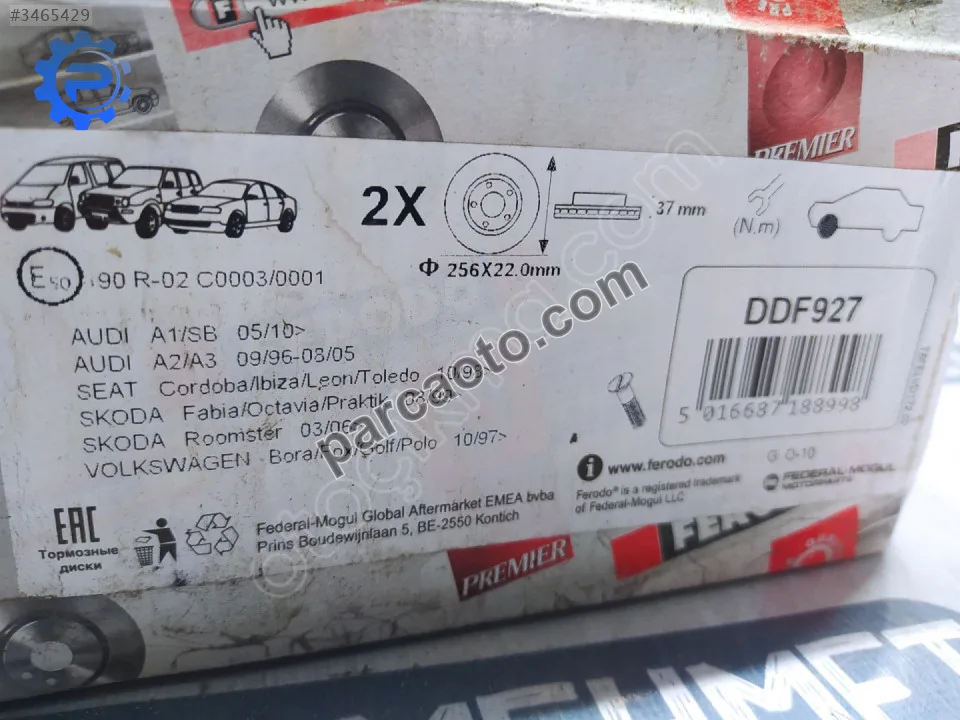 #3465429
F
PREMIER
2X
37 mm
(N.m)
Φ 256X22.0mm
E 90 R-02 C0003/0001
DDF927
AUDI A1/SB 05/10>
AUDI A2/A3 09/96-08/05
SEAT Cordoba/Ibiza/Leon/Toledo 10/98>
SKODA Fabia/Octavia/Praktik
SKODA Roomster 03/06>
VOLKSWAGEN Bora/Fox/Golf/Polo 10/97>
5 016687 188998
parcaoto.com
i www.ferodo.com
G O-10
Ferodo® is a registered trademark
of Federal-Mogul LLC
FEDERAL MOGUL
MOTORPARTS
EAC
Тормозные
диски
Federal-Mogul Global Aftermarket EMEA bvba
Prins Boudewijnlaan 5, BE-2550 Kontich
PREMIER